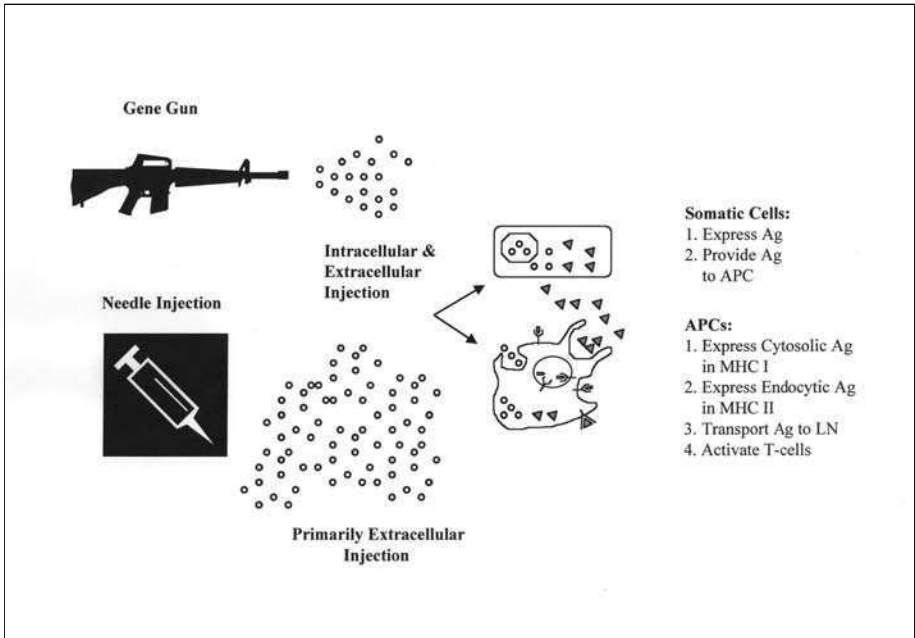 Gene Gun
Intracellular &
Extracellular
Injection
Needle Injection
Primarily Extracellular
Injection
Somatic Cells:
1. Express Ag
2. Provide Ag
to APC
APCs:
1. Express Cytosolic Ag
in MHC I
2. Express Endocytic Ag
in MHC II
3. Transport Ag to LN
4. Activate T-cells